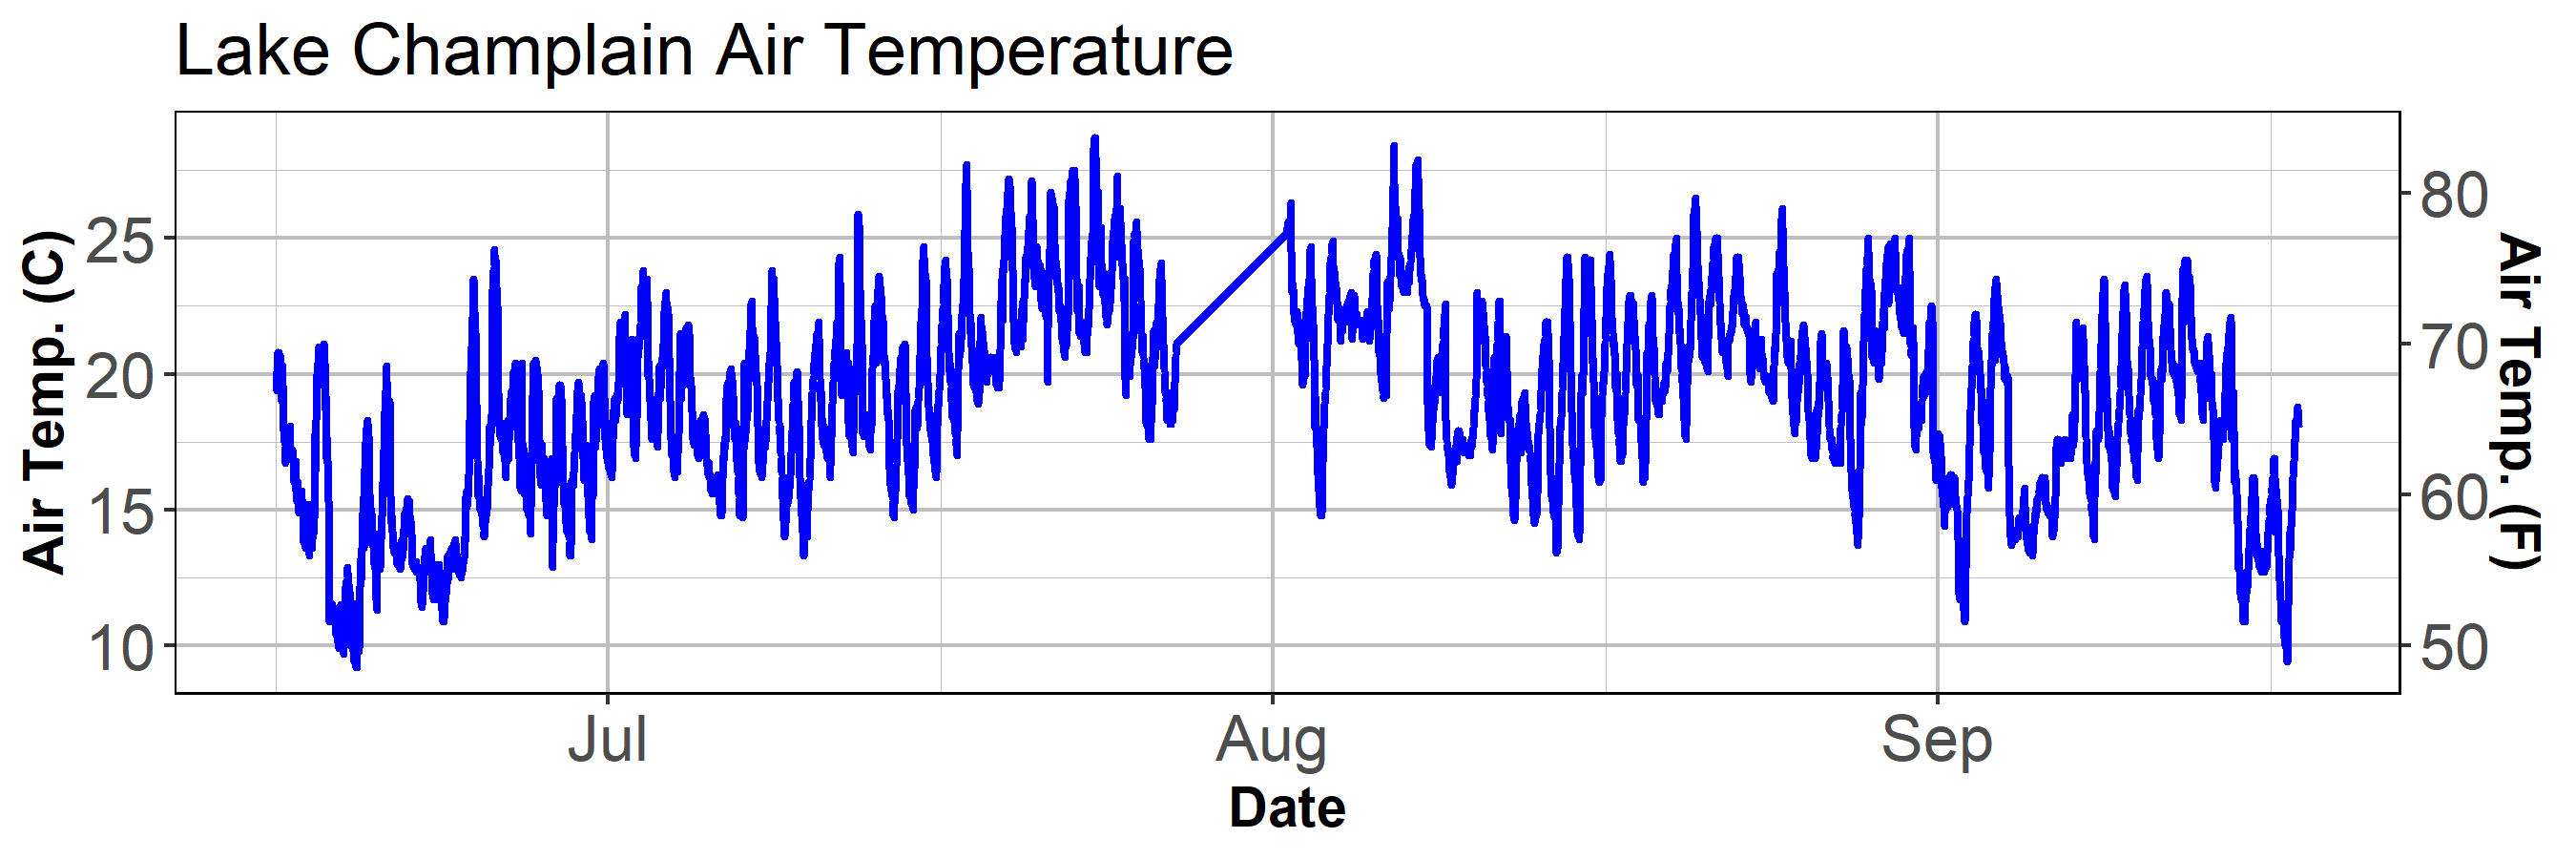 Lake Champlain Air Temperature
Air Temp. (C)
25
20
15
10
80
70
60
50
Air Temp. (F)
Jul
Aug
Sep
Date